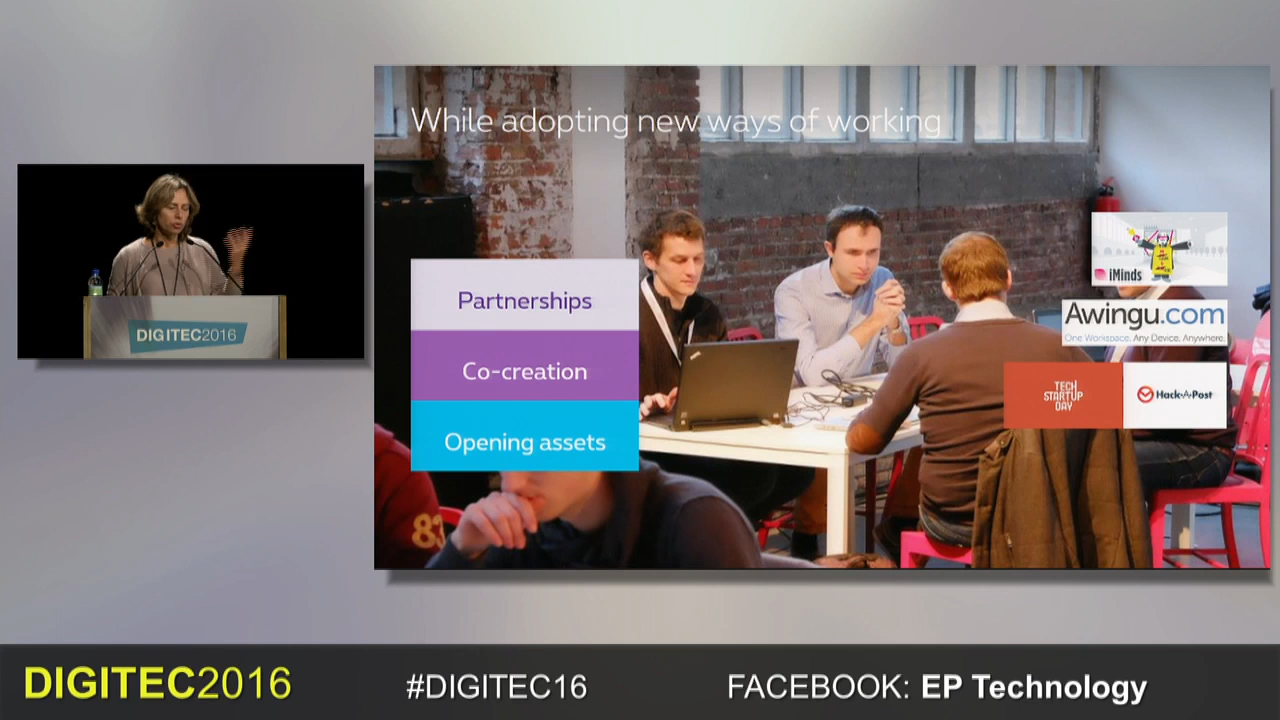 While adopting new ways of working
Partnerships
Co-creation
Opening assets
iMinds
Awingu.com
One Workspace. Any Device, Anywhere.
TECH
STARTUP
DAY
Hack-A-Post
83
DIGITEC2016
DIGITEC2016
#DIGITEC16
FACEBOOK: EP Technology